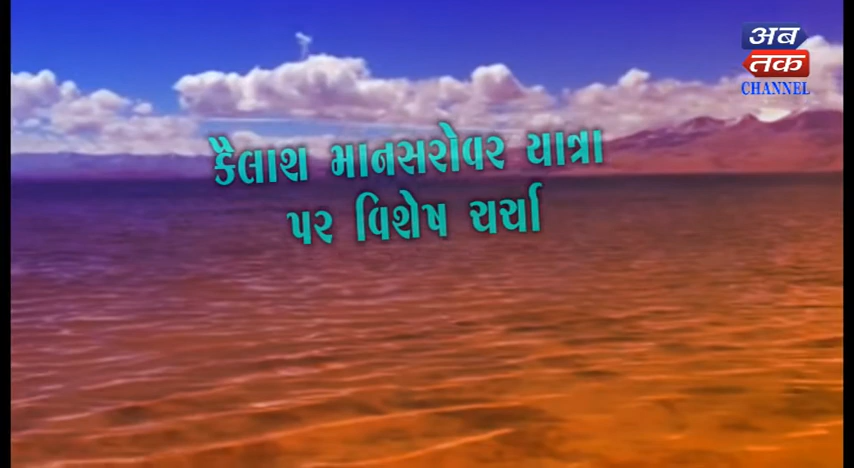 અબ
તક
CHANNEL
કૈલાશ માનસરોવર યાત્રા
પર વિશેષ ચર્ચા